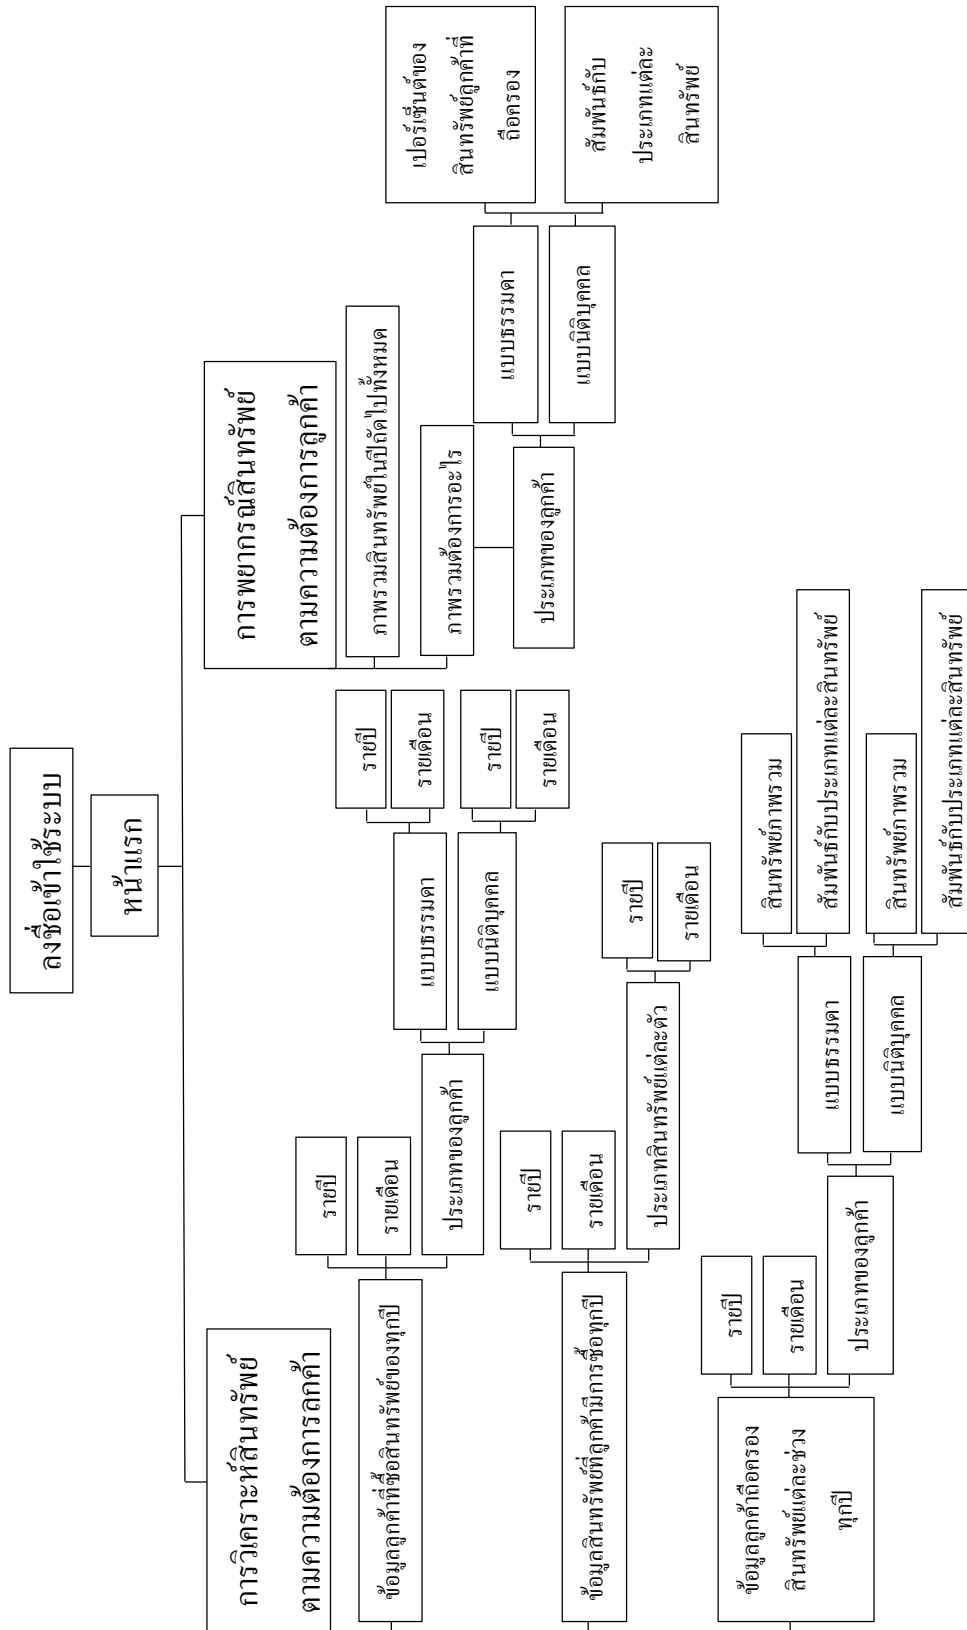 ลงชื่อเข้าใช้ระบบ
หน้าแรก
การวิเคราะห์สินทรัพย์
ตามความต้องการลกค้า
ข้อมูลลูกค้าที่ซื้อสินทรัพย์ของทุกปี
รายปี
รายเดือน
ประเภทของลูกค้า
แบบธรรมดา
รายปี
รายเดือน
แบบนิติบุคคล
รายปี
รายเดือน
ข้อมูลสินทรัพย์ที่ลูกค้ามีการซื้อทุกปี
รายปี
รายเดือน
ประเภทสินทรัพย์แต่ละตัว
รายปี
รายเดือน
ข้อมูลลูกค้าถือครอง
สินทรัพย์แต่ละช่วง
ทุกปี
รายปี
รายเดือน
ประเภทของลูกค้า
แบบธรรมดา
สินทรัพย์ภาพรวม
สัมพันธ์กับประเภทแต่ละสินทรัพย์
แบบนิติบุคคล
สินทรัพย์ภาพรวม
สัมพันธ์กับประเภทแต่ละสินทรัพย์
การพยากรณ์สินทรัพย์
ตามความต้องการลูกค้า
ภาพรวมสินทรัพย์ในปีถัดไปทั้งหมด
ภาพรวมต้องการอะไร
ประเภทของลูกค้า
แบบธรรมดา
แบบนิติบุคคล
เปอร์เซ็นต์ของ
สินทรัพย์ลูกค้าที่
ถือครอง
สัมพันธ์กับ
ประเภทแต่ละ
สินทรัพย์